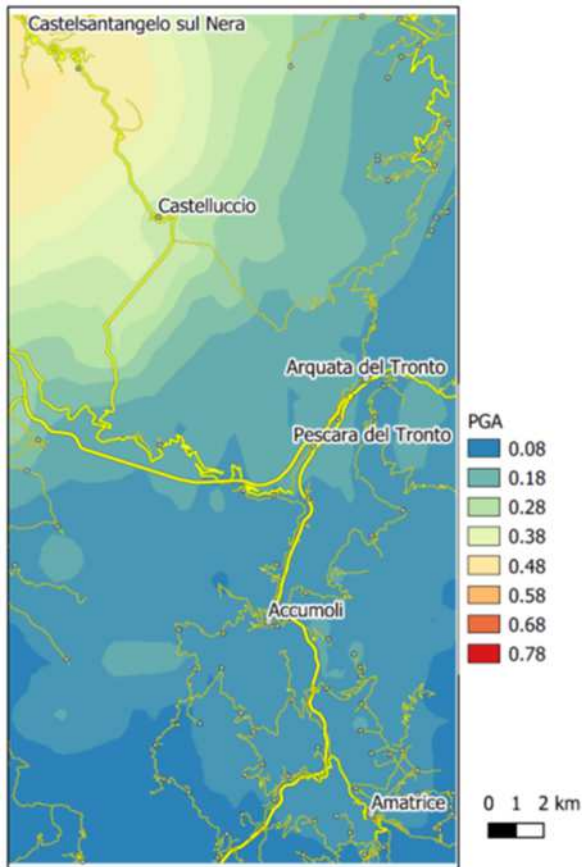 Castelsantangelo sul Nera
Castelluccio
Arquata del Tronto
Pescara del Tronto
Accumoli
Amatrice
PGA
0.08
0.18
0.28
0.38
0.48
0.58
0.68
0.78
0 1 2 km